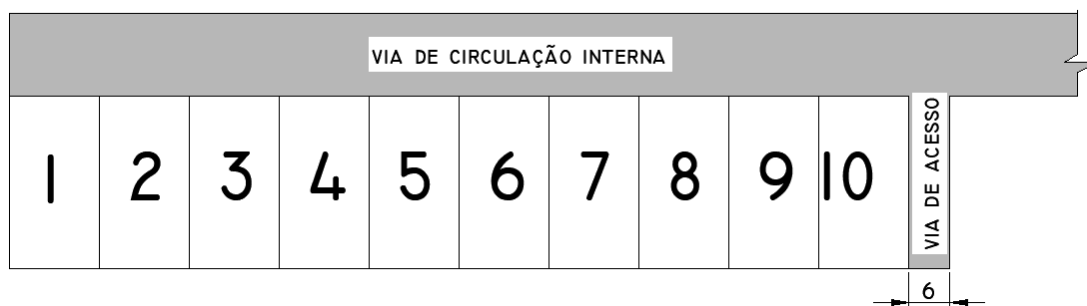 VIA DE CIRCULAÇÃO INTERNA
1 2 3 4 5 6 7 8 9 10
VIA DE ACESSO
6